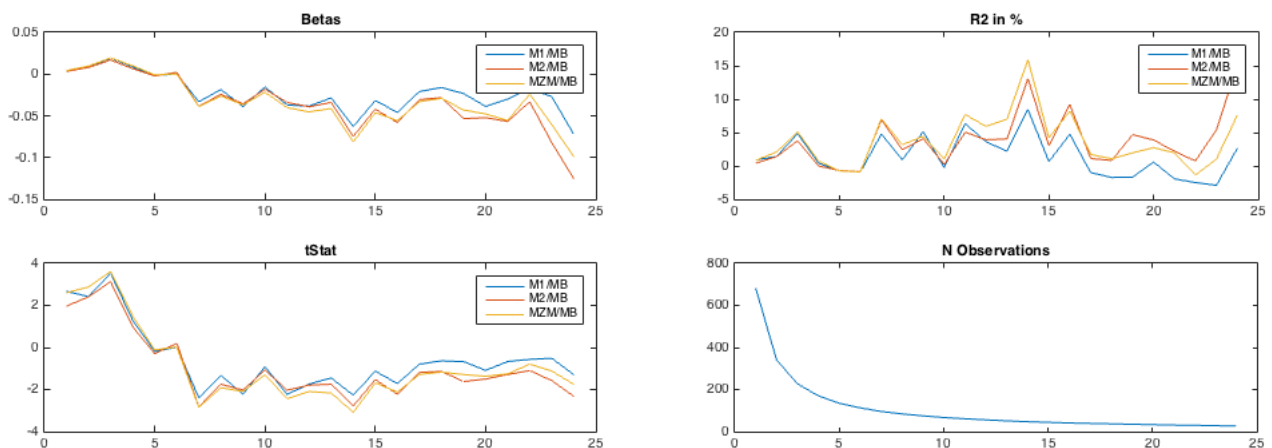 Betas
0.05
0
-0.05
-0.1
-0.15
0 5 10 15 20 25
M1/MB
M2/MB
MZM/MB
R2 in %
20
15
10
5
0
-5
0 5 10 15 20 25
M1/MB
M2/MB
MZM/MB
tStat
4
2
0
-2
-4
0 5 10 15 20 25
M1/MB
M2/MB
MZM/MB
N Observations
800
600
400
200
0
0 5 10 15 20 25